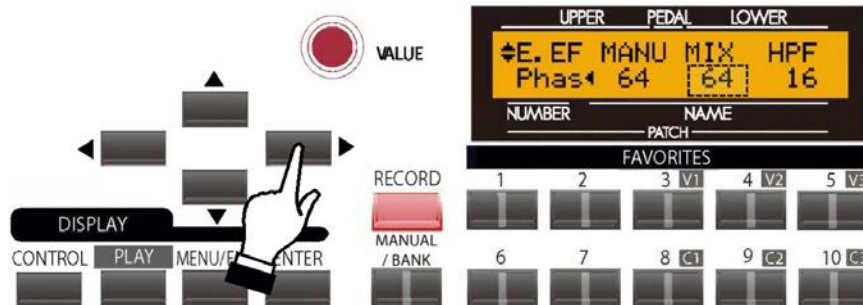 UPPER PEDAL LOWER
VALUE
E. EF MANU MIX HPF
Phas 64 64 16
NUMBER NAME
PATCH
FAVORITES
RECORD 1 2 3 V1 4 V2 5 V3
DISPLAY
MANUAL
/ BANK
CONTROL PLAY 6 7 8 C1 9 C2 10